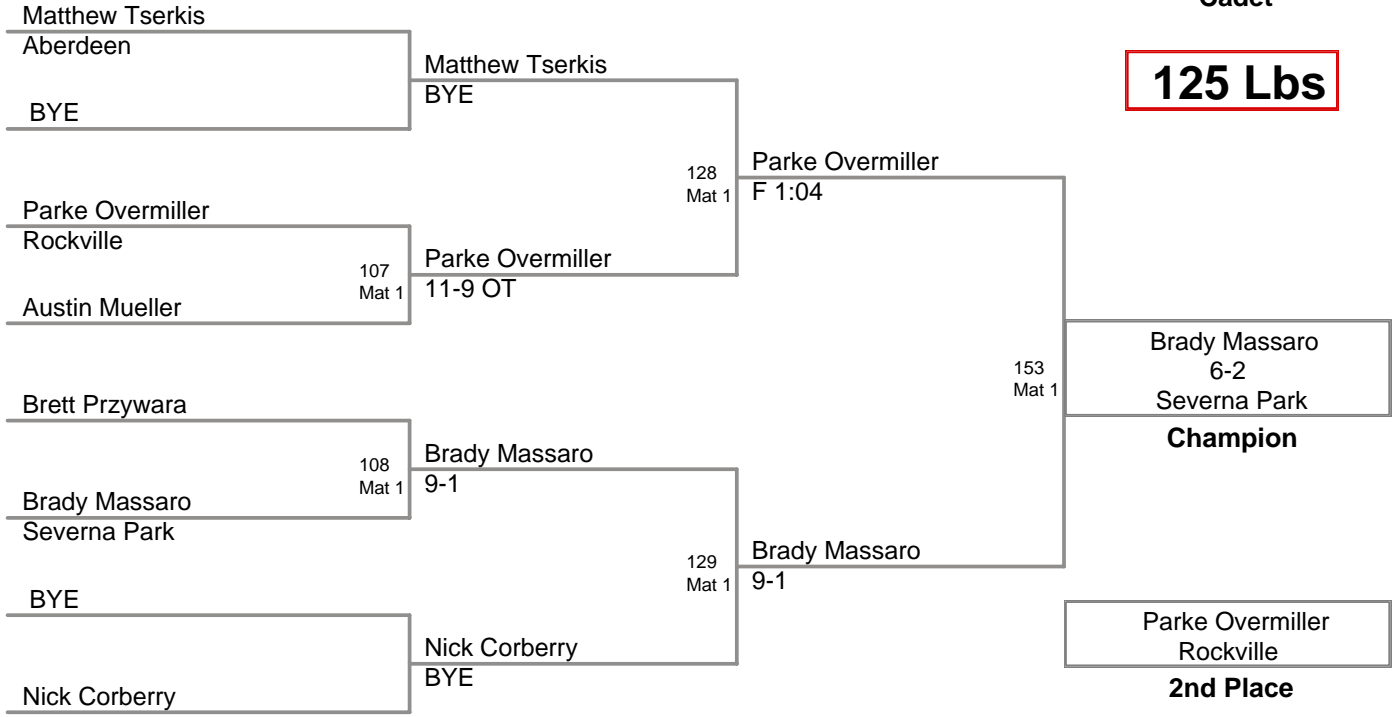 Cadet
125 Lbs
Matthew Tserkis
Aberdeen
BYE
Parke Overmiller
Rockville
Austin Mueller
107
Mat 1
Brett Przywara
Brady Massaro
Severna Park
108
Mat 1
BYE
Nick Corberry
Matthew Tserkis
BYE
Parke Overmiller
11-9 OT
128
Mat 1
Brady Massaro
9-1
Nick Corberry
BYE
129
Mat 1
Parke Overmiller
F 1:04
Brady Massaro
9-1
153
Mat 1
Brady Massaro
6-2
Severna Park
Champion
Parke Overmiller
Rockville
2nd Place